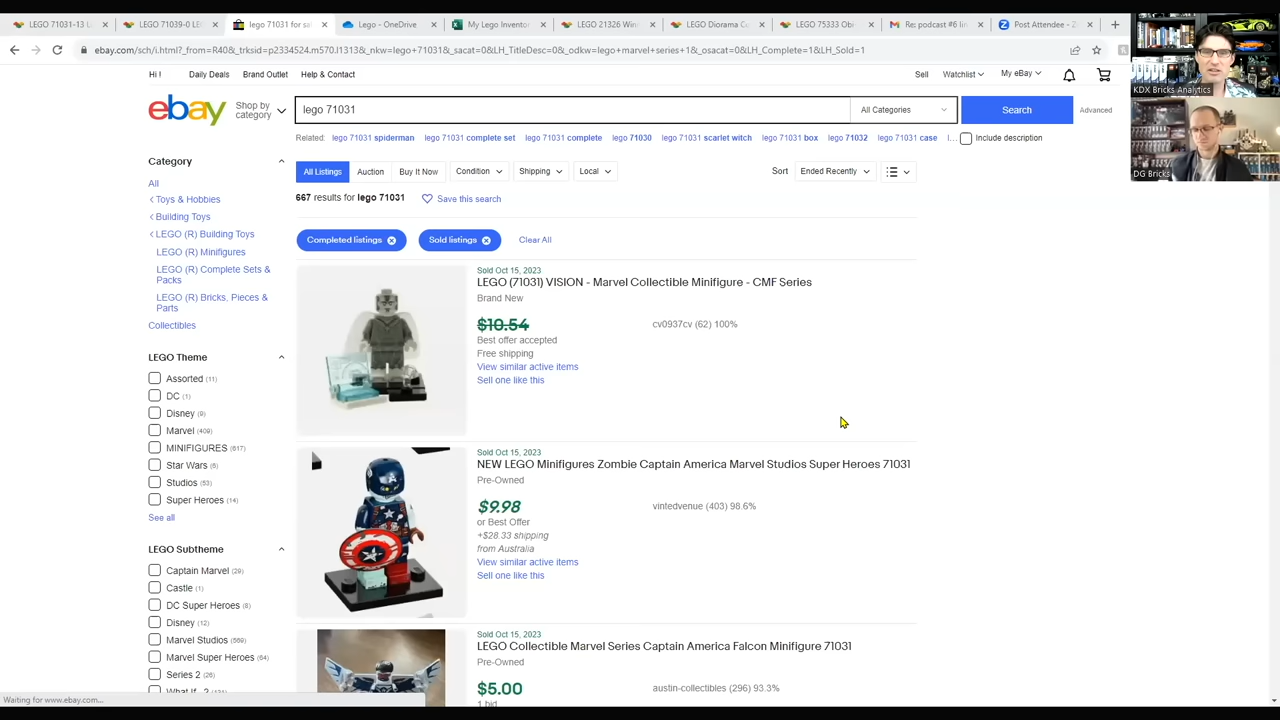 LEGO 71031-13 L
LEGO 71039-0 LE
lego 71031 for sal
Lego - OneDrive
My Lego Inventor
LEGO 21326 Win
LEGO Diorama Co
LEGO 75333 Obi
Re: podcast #6 lin
Post Attendee - Z
ebay.com/sch/i.html?_from=R40&_trksid=p2334524.m570.l1313&_nkw=lego+71031&_sacat=0&LH_TitleDesc=0&_odkw=lego+marvel+series+1&_osacat=0&LH_Complete=1&LH_Sold=1
Hi !
Daily Deals
Brand Outlet
Help & Contact
Sell
Watchlist
My eBay
KDX Bricks Analytics
DG Bricks
ebay
Shop by
category
lego 71031
All Categories
Search
Advanced
Related:
lego 71031 spiderman
lego 71031 complete set
lego 71031 complete
lego 71030
lego 71031 scarlet witch
lego 71031 box
lego 71032
lego 71031 case
l...
Include description
Category
All
Toys & Hobbies
Building Toys
LEGO (R) Building Toys
LEGO (R) Minifigures
LEGO (R) Complete Sets &
Packs
LEGO (R) Bricks, Pieces &
Parts
Collectibles
LEGO Theme
Assorted (11)
DC (1)
Disney (9)
Marvel (409)
MINIFIGURES (617)
Star Wars (6)
Studios (53)
Super Heroes (14)
See all
LEGO Subtheme
Captain Marvel (29)
Castle (1)
DC Super Heroes (8)
Disney (12)
Marvel Studios (569)
Marvel Super Heroes (64)
Series 2 (26)
What If...?
Waiting for www.ebay.com...
All Listings
Auction
Buy It Now
Condition
Shipping
Local
Sort
Ended Recently
667 results for lego 71031
Save this search
Completed listings
Sold listings
Clear All
Sold Oct 15, 2023
LEGO (71031) VISION - Marvel Collectible Minifigure - CMF Series
Brand New
$10.54
cv0937cv (62) 100%
Best offer accepted
Free shipping
View similar active items
Sell one like this
Sold Oct 15, 2023
NEW LEGO Minifigures Zombie Captain America Marvel Studios Super Heroes 71031
Pre-Owned
$9.98
vintedvenue (403) 98.6%
or Best Offer
+$28.33 shipping
from Australia
View similar active items
Sell one like this
Sold Oct 15, 2023
LEGO Collectible Marvel Series Captain America Falcon Minifigure 71031
Pre-Owned
$5.00
austin-collectibles (296) 93.3%
1 bid